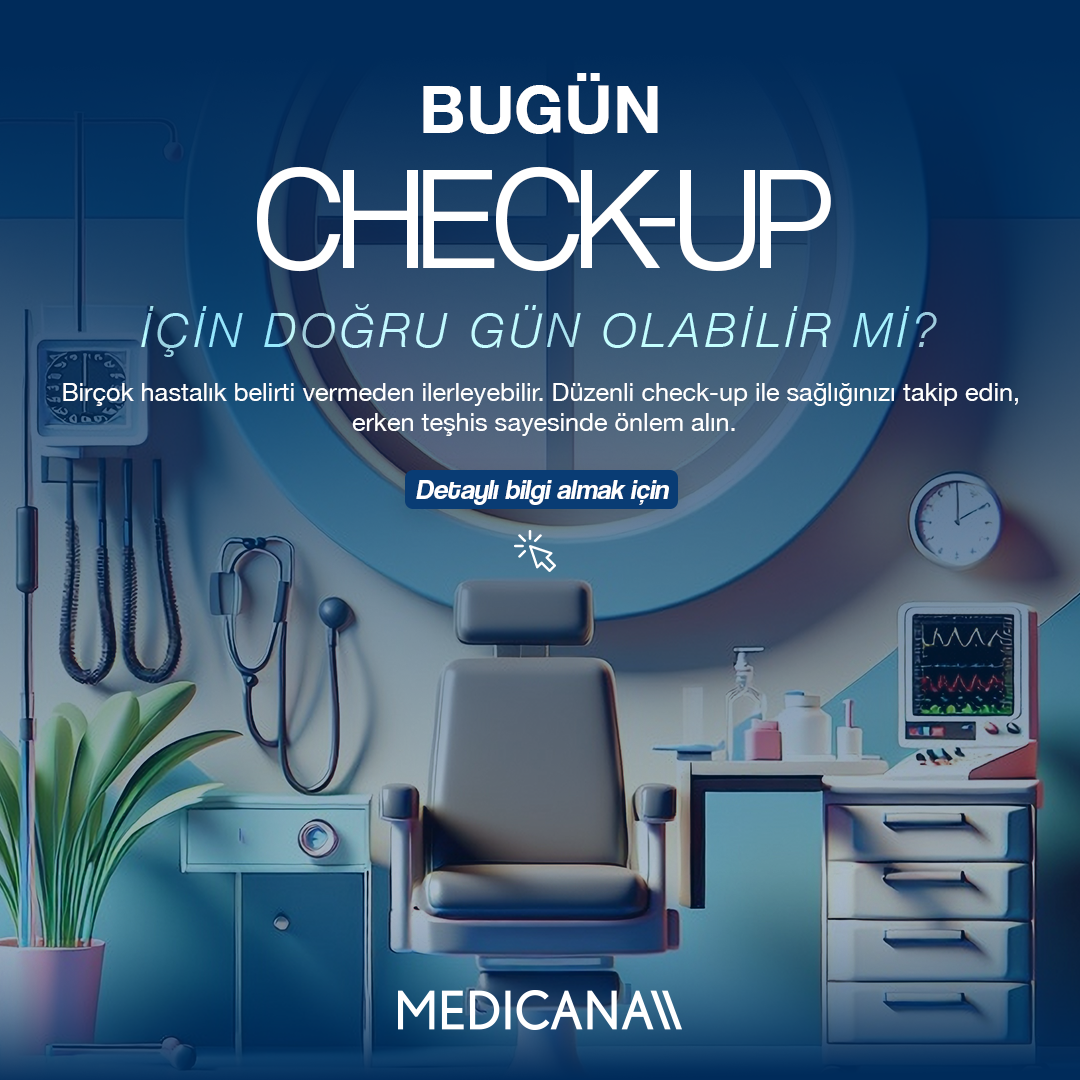 BUGÜN
CHECK-UP
İÇİN DOĞRU GÜN OLABİLİR Mİ?
Birçok hastalık belirti vermeden ilerleyebilir. Düzenli check-up ile sağlığınızı takip edin,
erken teşhis sayesinde önlem alın.
Detaylı bilgi almak için
MEDICANA